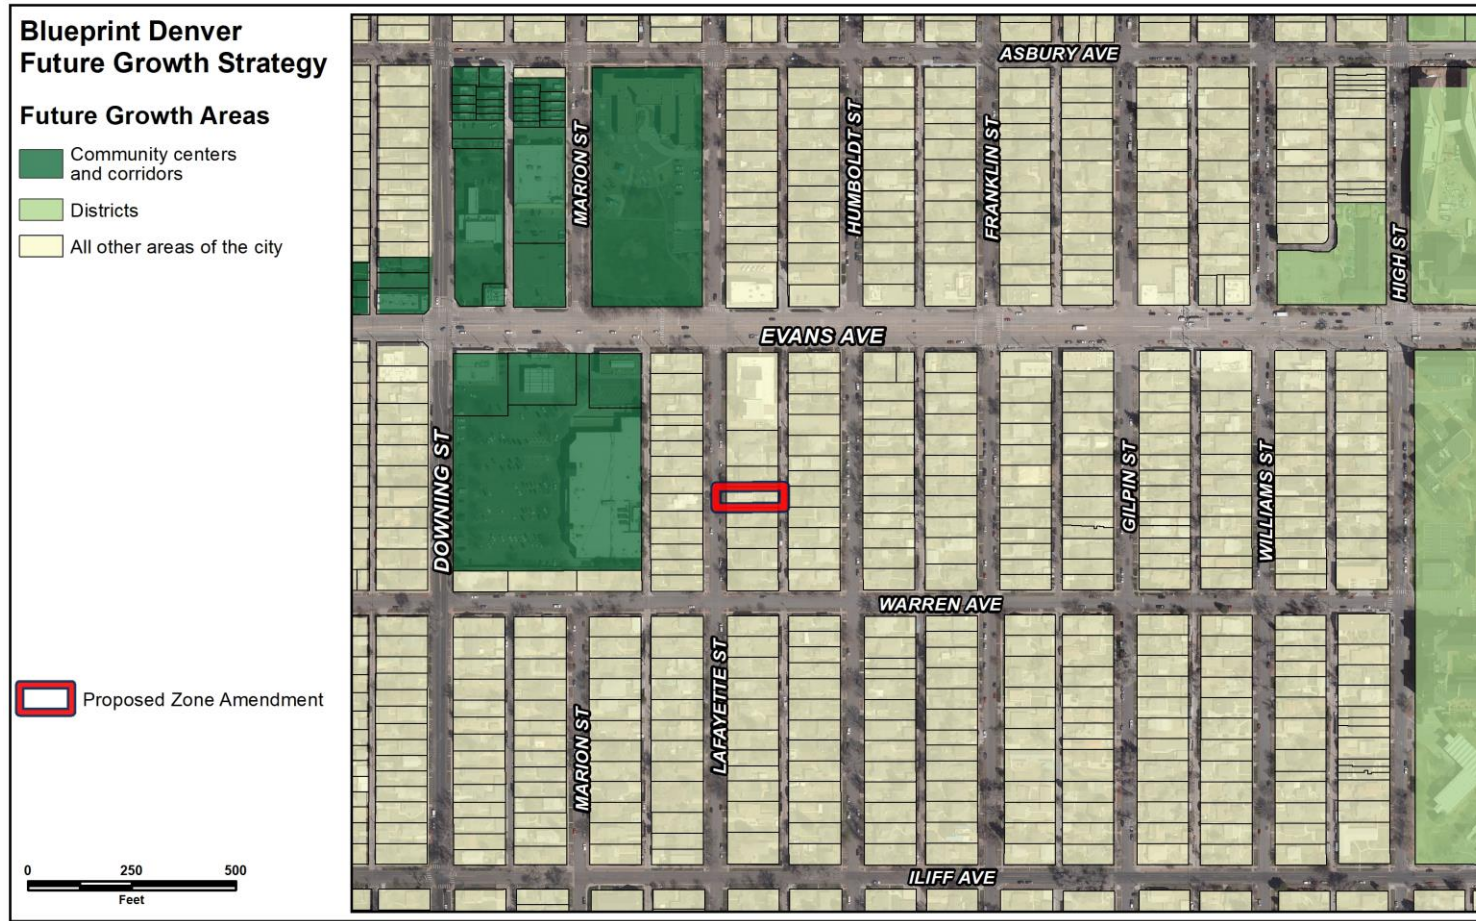 Blueprint Denver
Future Growth Strategy
Future Growth Areas
Community centers
and corridors
Districts
All other areas of the city
Proposed Zone Amendment
0 250 500
Feet
ASBURY AVE
MARION ST
HUMBOLDT ST
FRANKLIN ST
HIGH ST
EVANS AVE
DOWNING ST
GILPIN ST
WILLIAMS ST
WARREN AVE
LAFAYETTE ST
MARION ST
ILIFF AVE